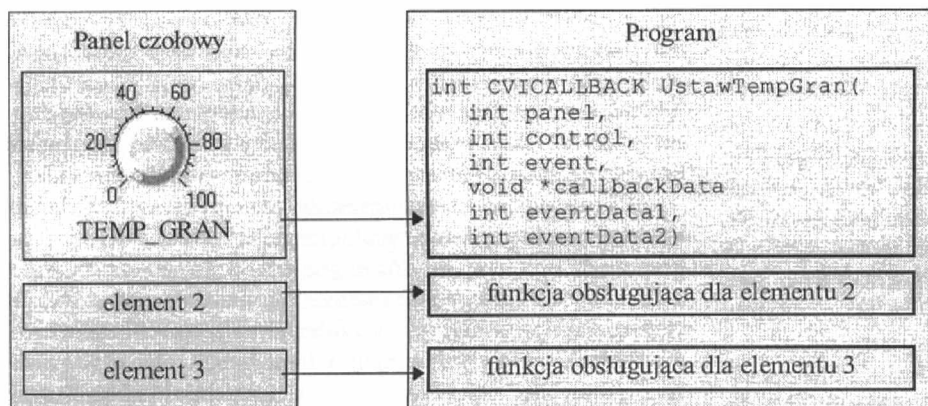 Panel czołowy
40 60
20 80
0 100
TEMP_GRAN
element 2
element 3
Program
int CVICALLBACK UstawTempGran(
int panel,
int control,
int event,
void *callbackData
int eventData1,
int eventData2)
funkcja obsługująca dla elementu 2
funkcja obsługująca dla elementu 3